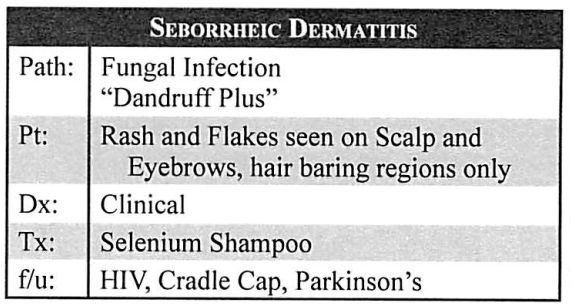 SEBORRHEIC DERMATITIS
Path: Fungal Infection
"Dandruff Plus"
Pt: Rash and Flakes seen on Scalp and
Eyebrows, hair baring regions only
Dx: Clinical
Tx: Selenium Shampoo
f/u: HIV, Cradle Cap, Parkinson's